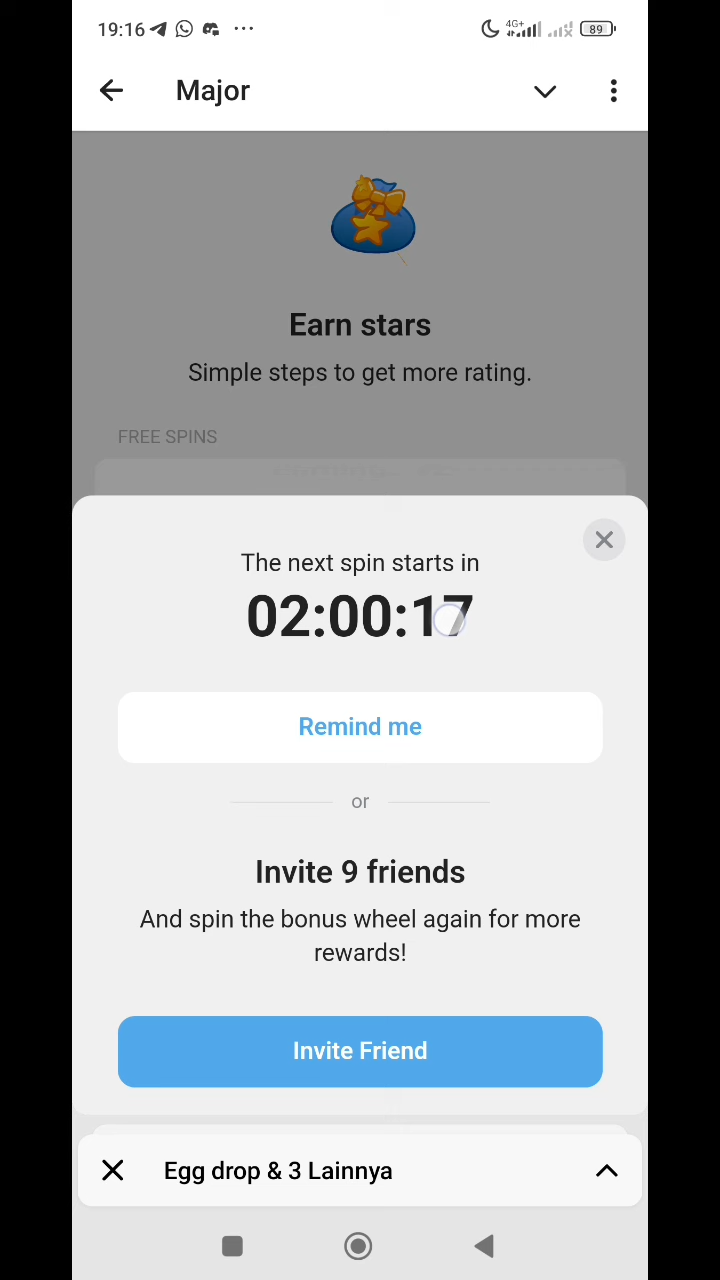 19:16
4G+
89
Major
Earn stars
Simple steps to get more rating.
FREE SPINS
The next spin starts in
02:00:17
Remind me
or
Invite 9 friends
And spin the bonus wheel again for more
rewards!
Invite Friend
Egg drop & 3 Lainnya